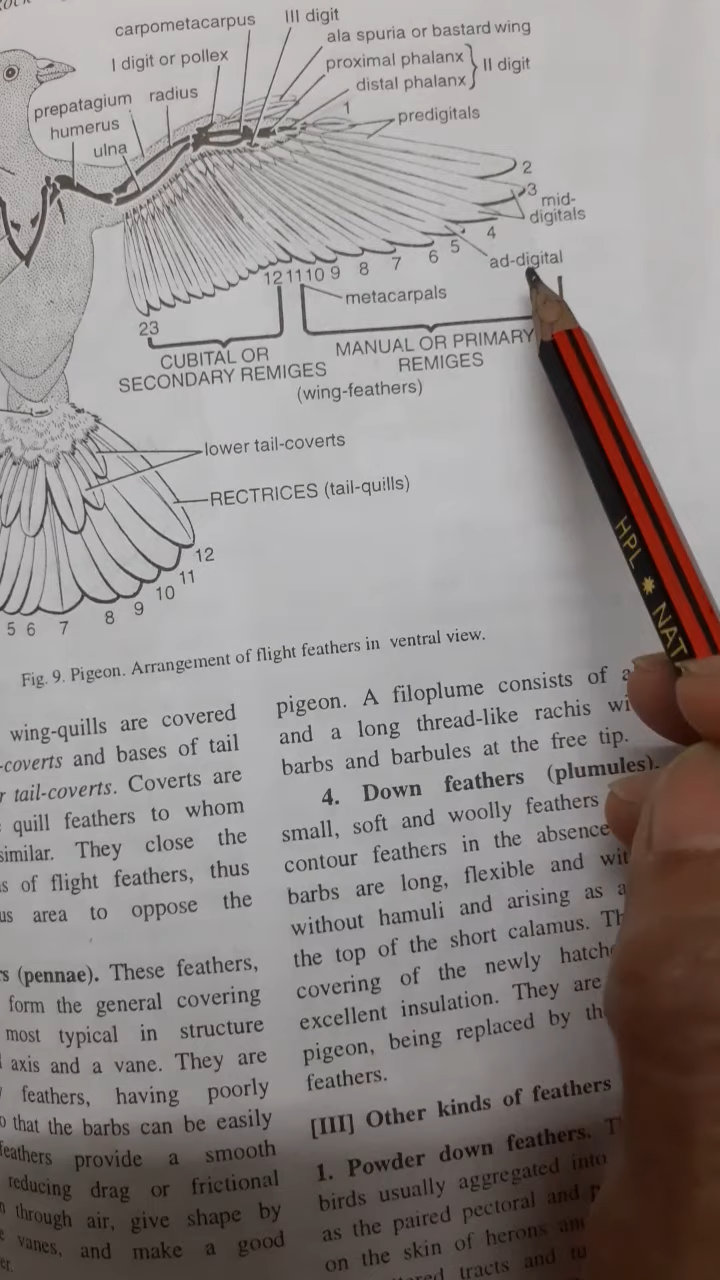 carpometacarpus
III digit
ala spuria or bastard wing
I digit or pollex
proximal phalanx
II digit
distal phalanx
prepatagium
radius
1
predigitals
humerus
ulna
2
3
mid-
digitals
4
5
6
ad-digital
7
8
9
10
11
12
metacarpals
23
CUBITAL OR
SECONDARY REMIGES
MANUAL OR PRIMARY
REMIGES
(wing-feathers)
lower tail-coverts
RECTRICES (tail-quills)
12
11
10
9
8
7
6
5
Fig. 9. Pigeon. Arrangement of flight feathers in ventral view.
wing-quills are covered
-coverts and bases of tail
tail-coverts. Coverts are
quill feathers to whom
similar. They close the
of flight feathers, thus
area to oppose the
(pennae). These feathers,
form the general covering
most typical in structure
axis and a vane. They are
feathers, having poorly
that the barbs can be easily
feathers provide a smooth
reducing drag or frictional
through air, give shape by
vanes, and make a good
pigeon. A filoplume consists of a
and a long thread-like rachis
barbs and barbules at the free tip.
4. Down feathers (plumules).
small, soft and woolly feathers
contour feathers in the absence
barbs are long, flexible and
without hamuli and arising as a
the top of the short calamus.
covering of the newly
excellent insulation. They are
pigeon, being replaced by
feathers.
[III] Other kinds of feathers
1. Powder down feathers.
birds usually aggregated into
as the paired pectoral and
on the skin of herons
tracts and
HPL NATA